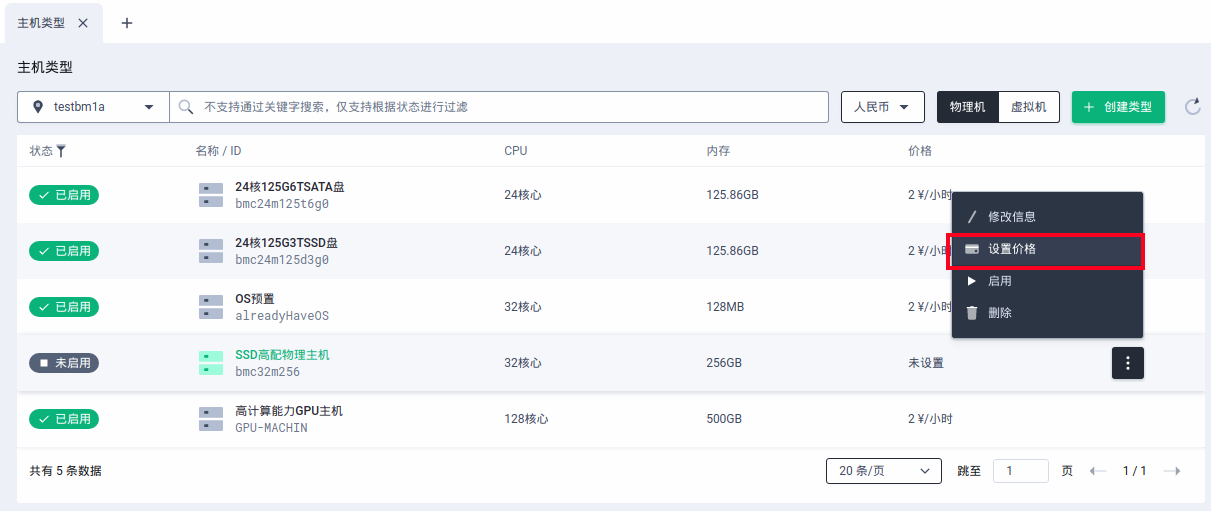 主机类型
主机类型
testbm1a 不支持通过关键字搜索，仅支持根据状态进行过滤 人民币 物理机 虚拟机 创建类型
状态 名称 / ID CPU 内存 价格
已启用 24核125G6TSATA盘 24核心 125.86GB 2 ¥/小时
bmc24m125t6g0
已启用 24核125G3TSSD盘 24核心 125.86GB 2 ¥/小时
bmc24m125d3g0
已启用 OS预置 32核心 128MB 2 ¥/小时
alreadyHaveOS
未启用 SSD高配物理主机 32核心 256GB 未设置
bmc32m256
已启用 高计算能力GPU主机 128核心 500GB 2 ¥/小时
GPU-MACHIN
修改信息
设置价格
启用
删除
共有 5 条数据 20 条/页 跳至 1 页 1 / 1